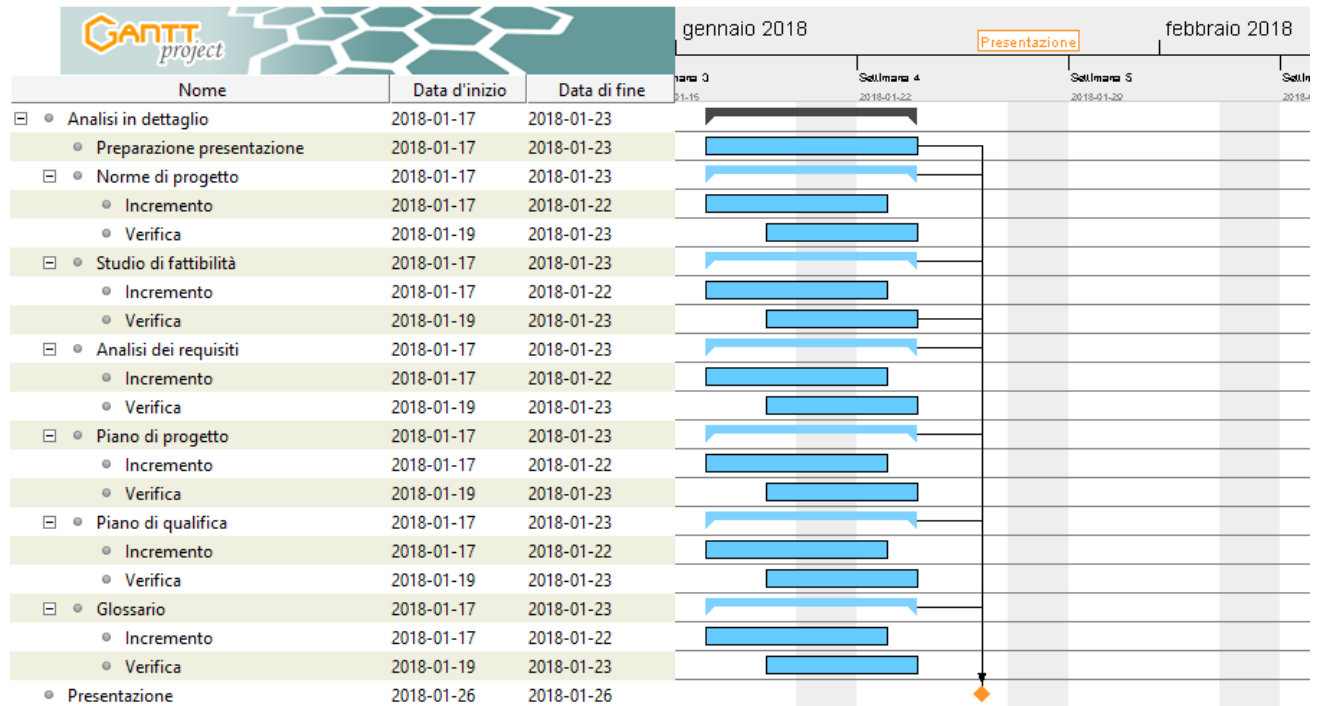 GANTT project
gennaio 2018
febbraio 2018
Presentazione
Settimana 4
Settimana 5
2018-01-22
2018-01-29
Nome Data d'inizio Data di fine
Analisi in dettaglio 2018-01-17 2018-01-23
Preparazione presentazione 2018-01-17 2018-01-23
Norme di progetto 2018-01-17 2018-01-23
Incremento 2018-01-17 2018-01-22
Verifica 2018-01-19 2018-01-23
Studio di fattibilità 2018-01-17 2018-01-23
Incremento 2018-01-17 2018-01-22
Verifica 2018-01-19 2018-01-23
Analisi dei requisiti 2018-01-17 2018-01-23
Incremento 2018-01-17 2018-01-22
Verifica 2018-01-19 2018-01-23
Piano di progetto 2018-01-17 2018-01-23
Incremento 2018-01-17 2018-01-22
Verifica 2018-01-19 2018-01-23
Piano di qualifica 2018-01-17 2018-01-23
Incremento 2018-01-17 2018-01-22
Verifica 2018-01-19 2018-01-23
Glossario 2018-01-17 2018-01-23
Incremento 2018-01-17 2018-01-22
Verifica 2018-01-19 2018-01-23
Presentazione 2018-01-26 2018-01-26